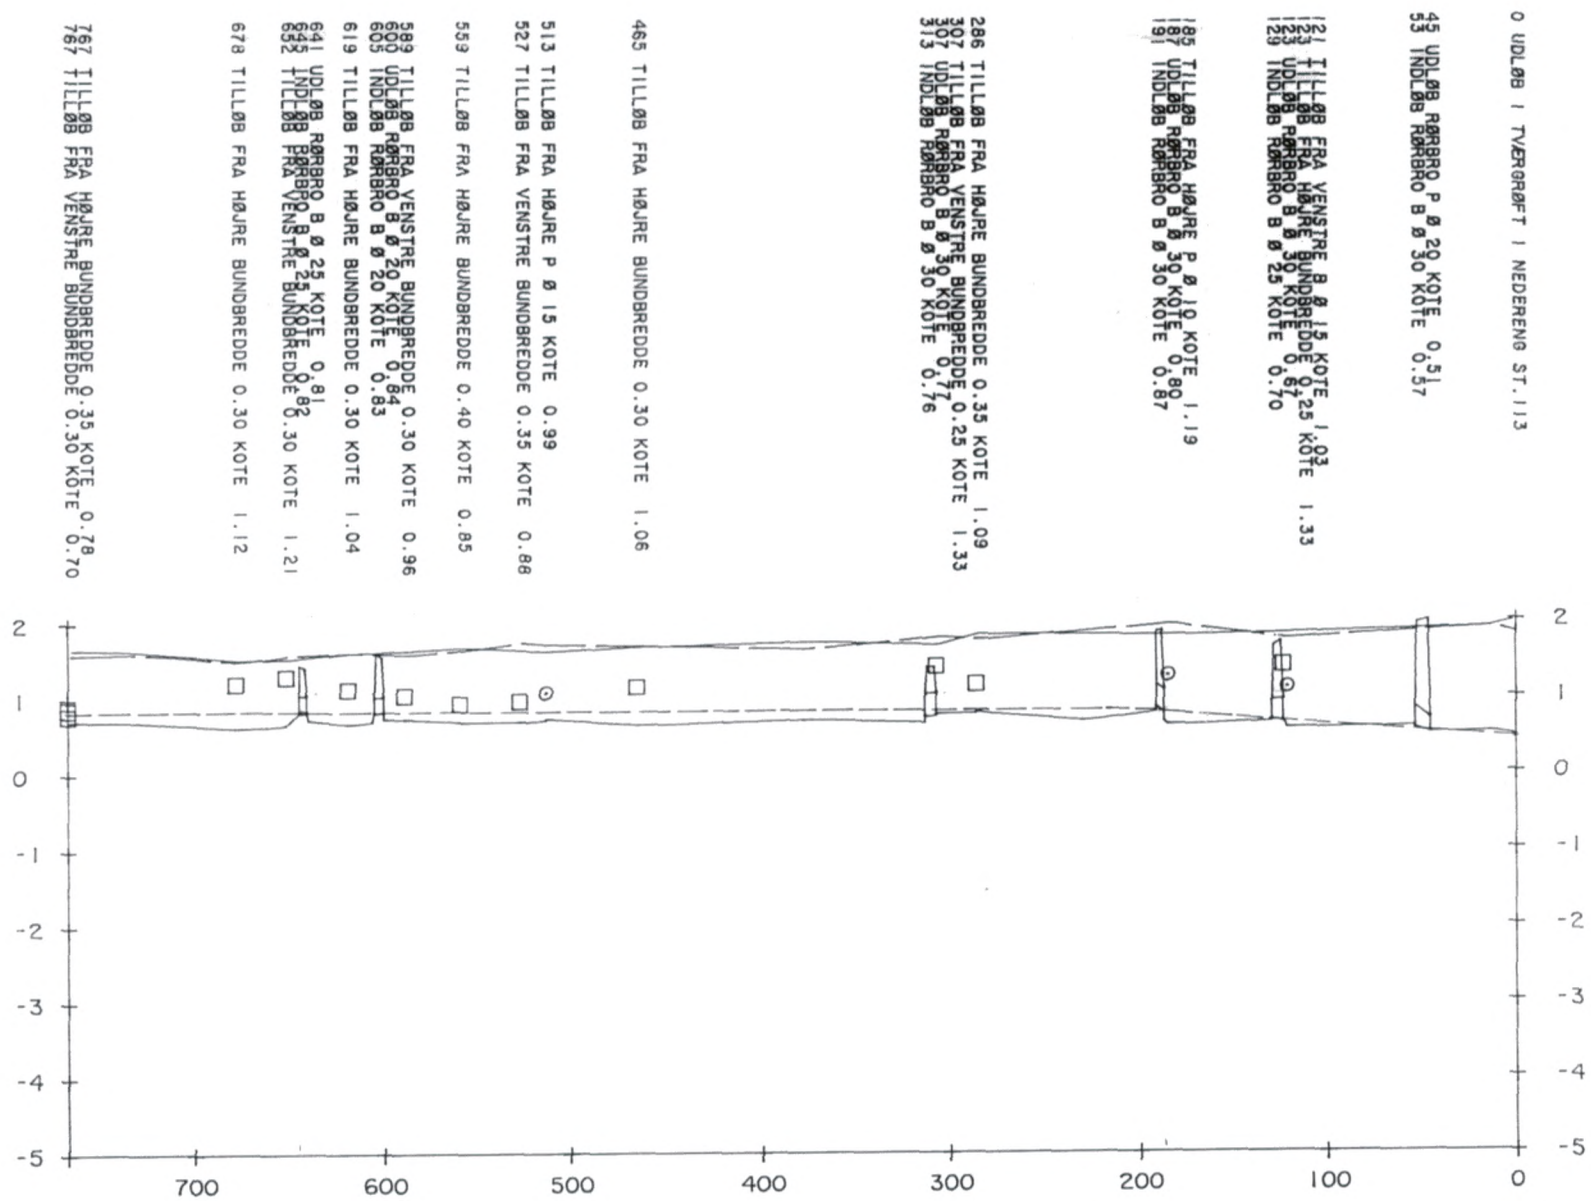 767 TILLØB FRA VENSTRE BUNDBREDDE 0.30 KOTE 0.70
767 TILLØB FRA HØJRE BUNDBREDDE 0.35 KOTE 0.78
678 TILLØB FRA HØJRE BUNDBREDDE 0.30 KOTE 1.12
652 TILLØB FRA VENSTRE BUNDBREDDE 0.30 KOTE 1.21
645 INDLØB RØRBRO B Ø 25 KOTE 0.82
641 UDLØB RØRBRO B Ø 25 KOTE 0.81
619 TILLØB FRA HØJRE BUNDBREDDE 0.30 KOTE 1.04
605 INDLØB RØRBRO B Ø 20 KOTE 0.83
600 UDLØB RØRBRO B Ø 20 KOTE 0.84
589 TILLØB FRA VENSTRE BUNDBREDDE 0.30 KOTE 0.96
559 TILLØB FRA HØJRE BUNDBREDDE 0.40 KOTE 0.85
527 TILLØB FRA VENSTRE BUNDBREDDE 0.35 KOTE 0.88
513 TILLØB FRA HØJRE P Ø 15 KOTE 0.99
465 TILLØB FRA HØJRE BUNDBREDDE 0.30 KOTE 1.06
313 INDLØB RØRBRO B Ø 30 KOTE 0.76
307 UDLØB RØRBRO B Ø 30 KOTE 0.77
307 TILLØB FRA VENSTRE BUNDBREDDE 0.25 KOTE 1.33
286 TILLØB FRA HØJRE BUNDBREDDE 0.35 KOTE 1.09
191 INDLØB RØRBRO B Ø 30 KOTE 0.87
187 UDLØB RØRBRO B Ø 30 KOTE 0.80
185 TILLØB FRA HØJRE P Ø 10 KOTE 1.19
129 INDLØB RØRBRO B Ø 25 KOTE 0.70
123 UDLØB RØRBRO B Ø 30 KOTE 0.67
123 TILLØB FRA HØJRE BUNDBREDDE 0.25 KOTE 1.33
121 TILLØB FRA VENSTRE B Ø 15 KOTE 1.03
53 INDLØB RØRBRO B Ø 30 KOTE 0.57
45 UDLØB RØRBRO P Ø 20 KOTE 0.51
0 UDLØB I TVÆRGRØFT I NEDERENG ST.113
2
1
0
-1
-2
-3
-4
-5
2
1
0
-1
-2
-3
-4
-5
700 600 500 400 300 200 100 0